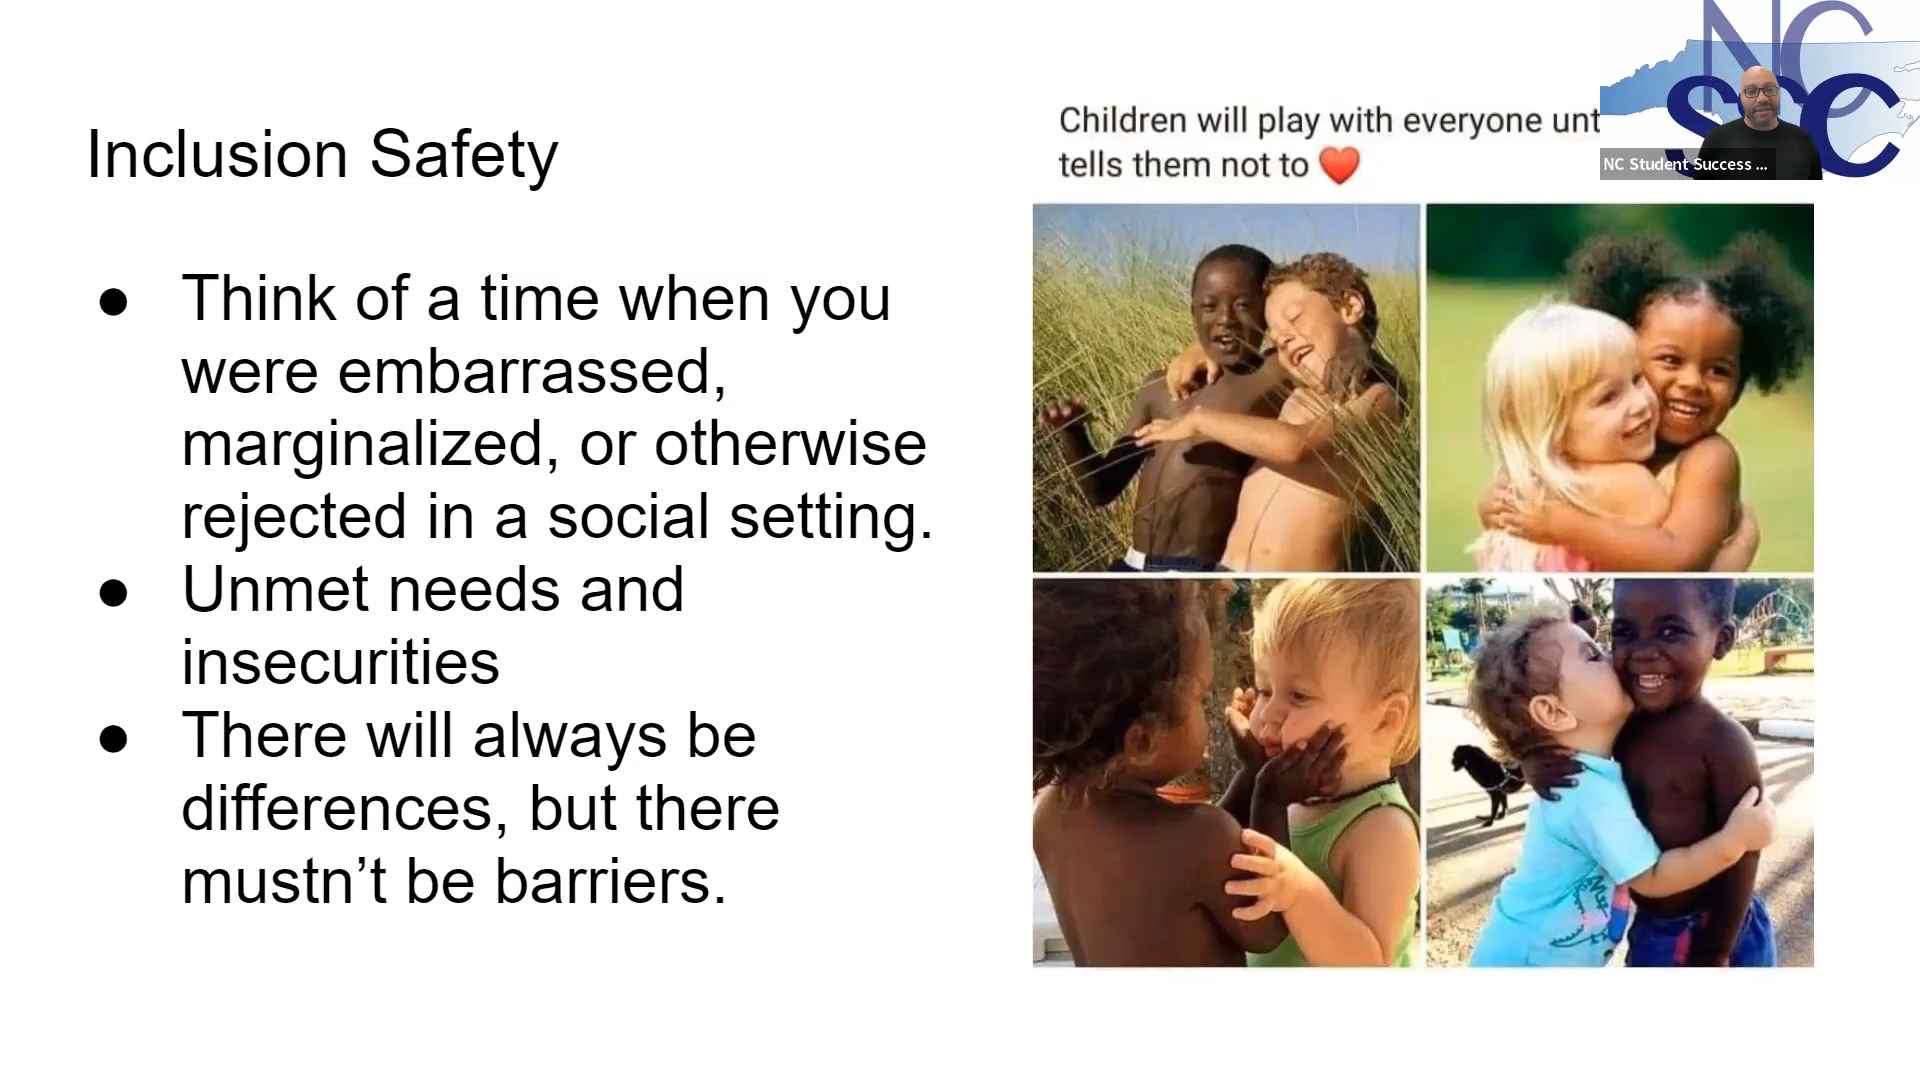 Inclusion Safety
● Think of a time when you
were embarrassed,
marginalized, or otherwise
rejected in a social setting.
● Unmet needs and
insecurities
● There will always be
differences, but there
mustn’t be barriers.
Children will play with everyone unt
tells them not to ❤️
NC
SSC
NC Student Success ...